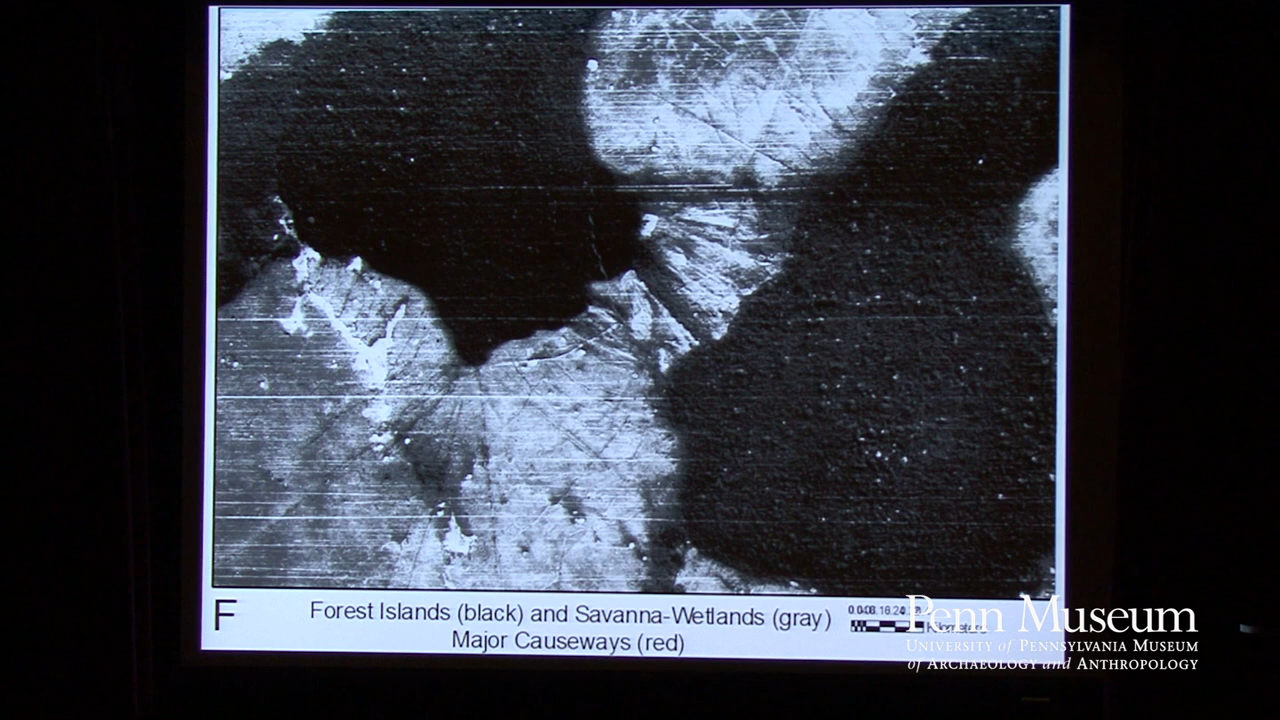 F
Forest Islands (black) and Savanna-Wetlands (gray)
Major Causeways (red)
Kilometers
Penn Museum
UNIVERSITY of PENNSYLVANIA MUSEUM
of ARCHAEOLOGY and ANTHROPOLOGY